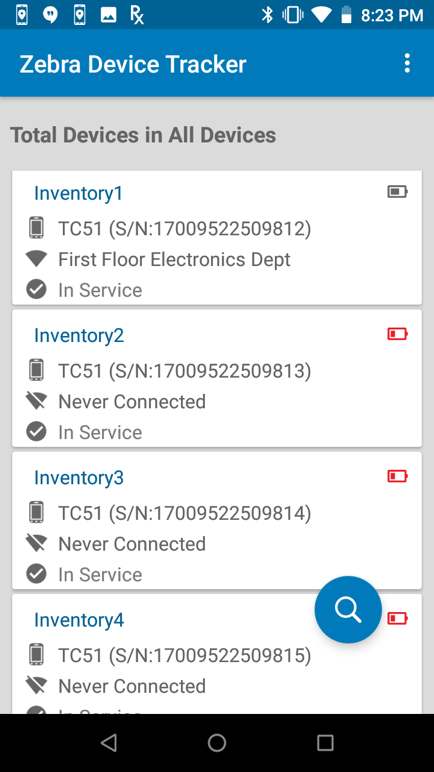 8:23 PM
Zebra Device Tracker
Total Devices in All Devices
Inventory1
TC51 (S/N:17009522509812)
First Floor Electronics Dept
In Service
Inventory2
TC51 (S/N:17009522509813)
Never Connected
In Service
Inventory3
TC51 (S/N:17009522509814)
Never Connected
In Service
Inventory4
TC51 (S/N:17009522509815)
Never Connected